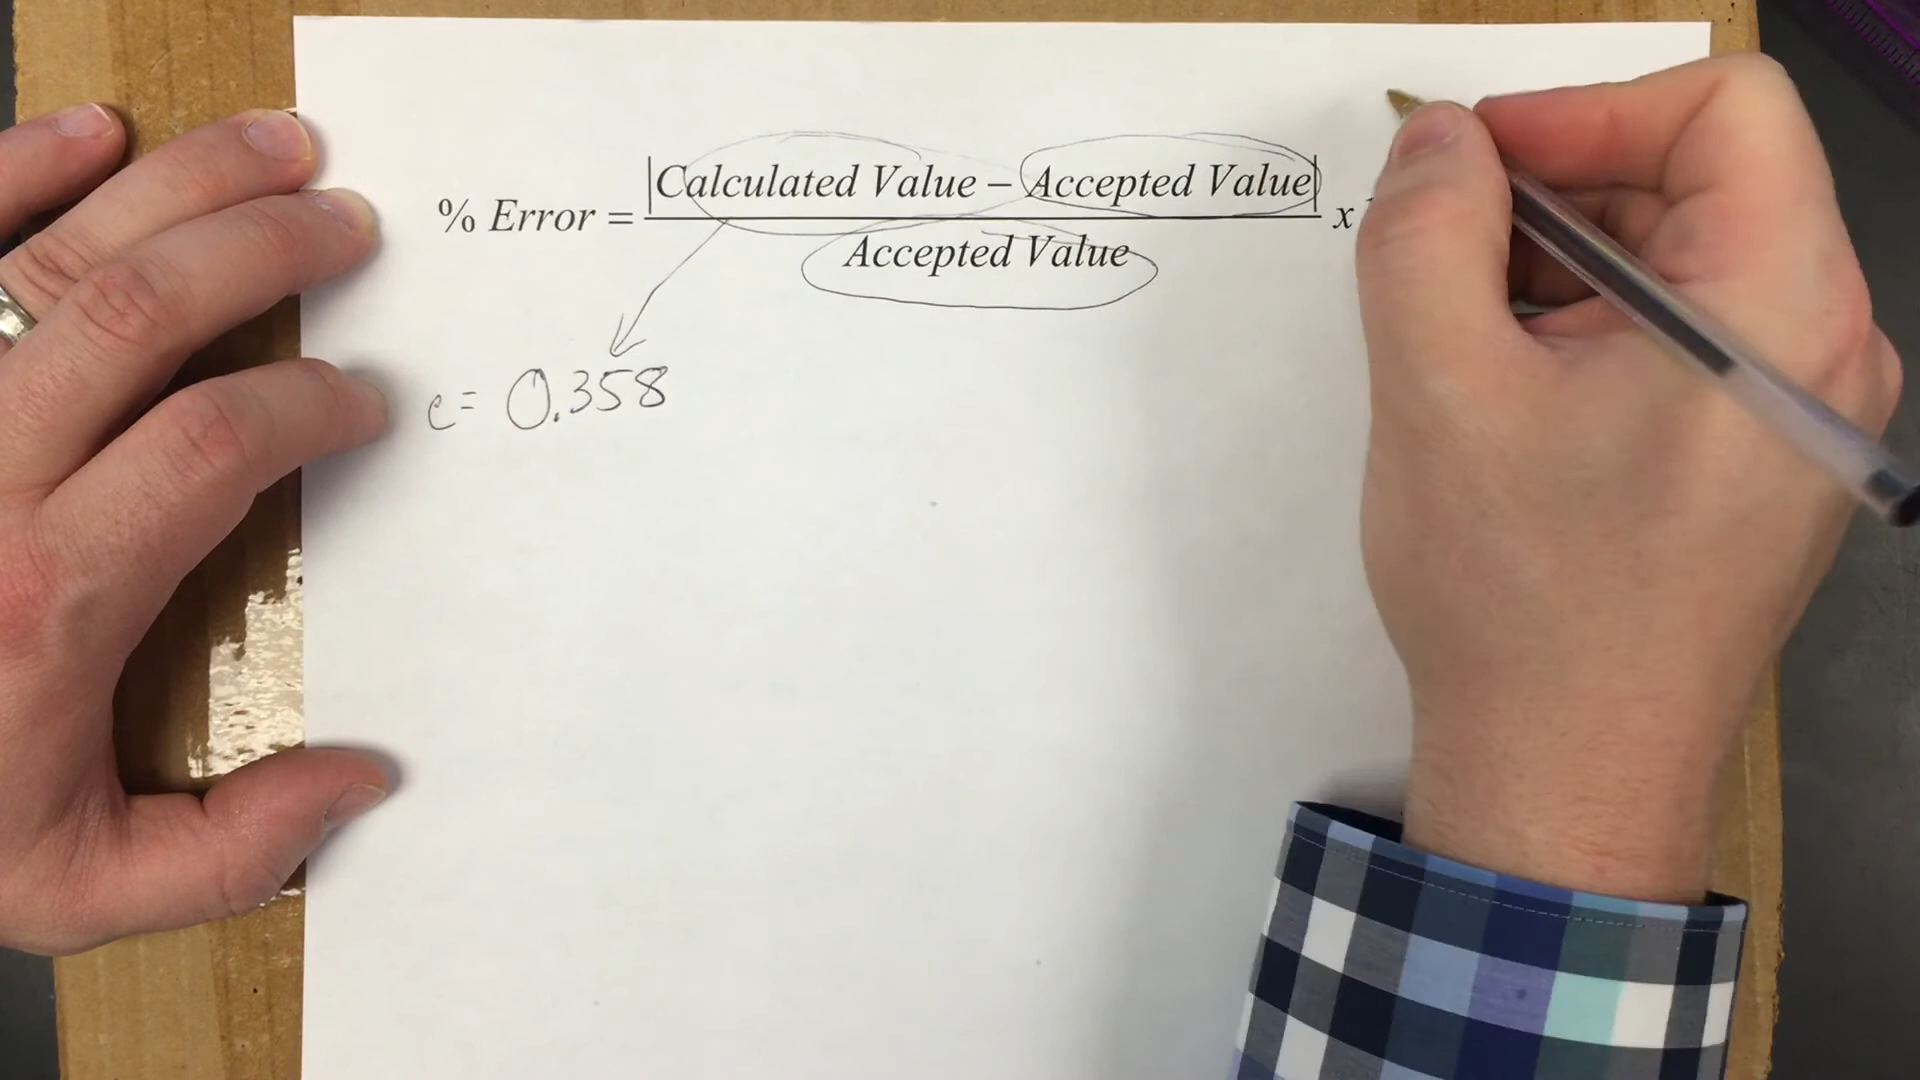 |Calculated Value – Accepted Value|
% Error = x
Accepted Value
c= 0.358